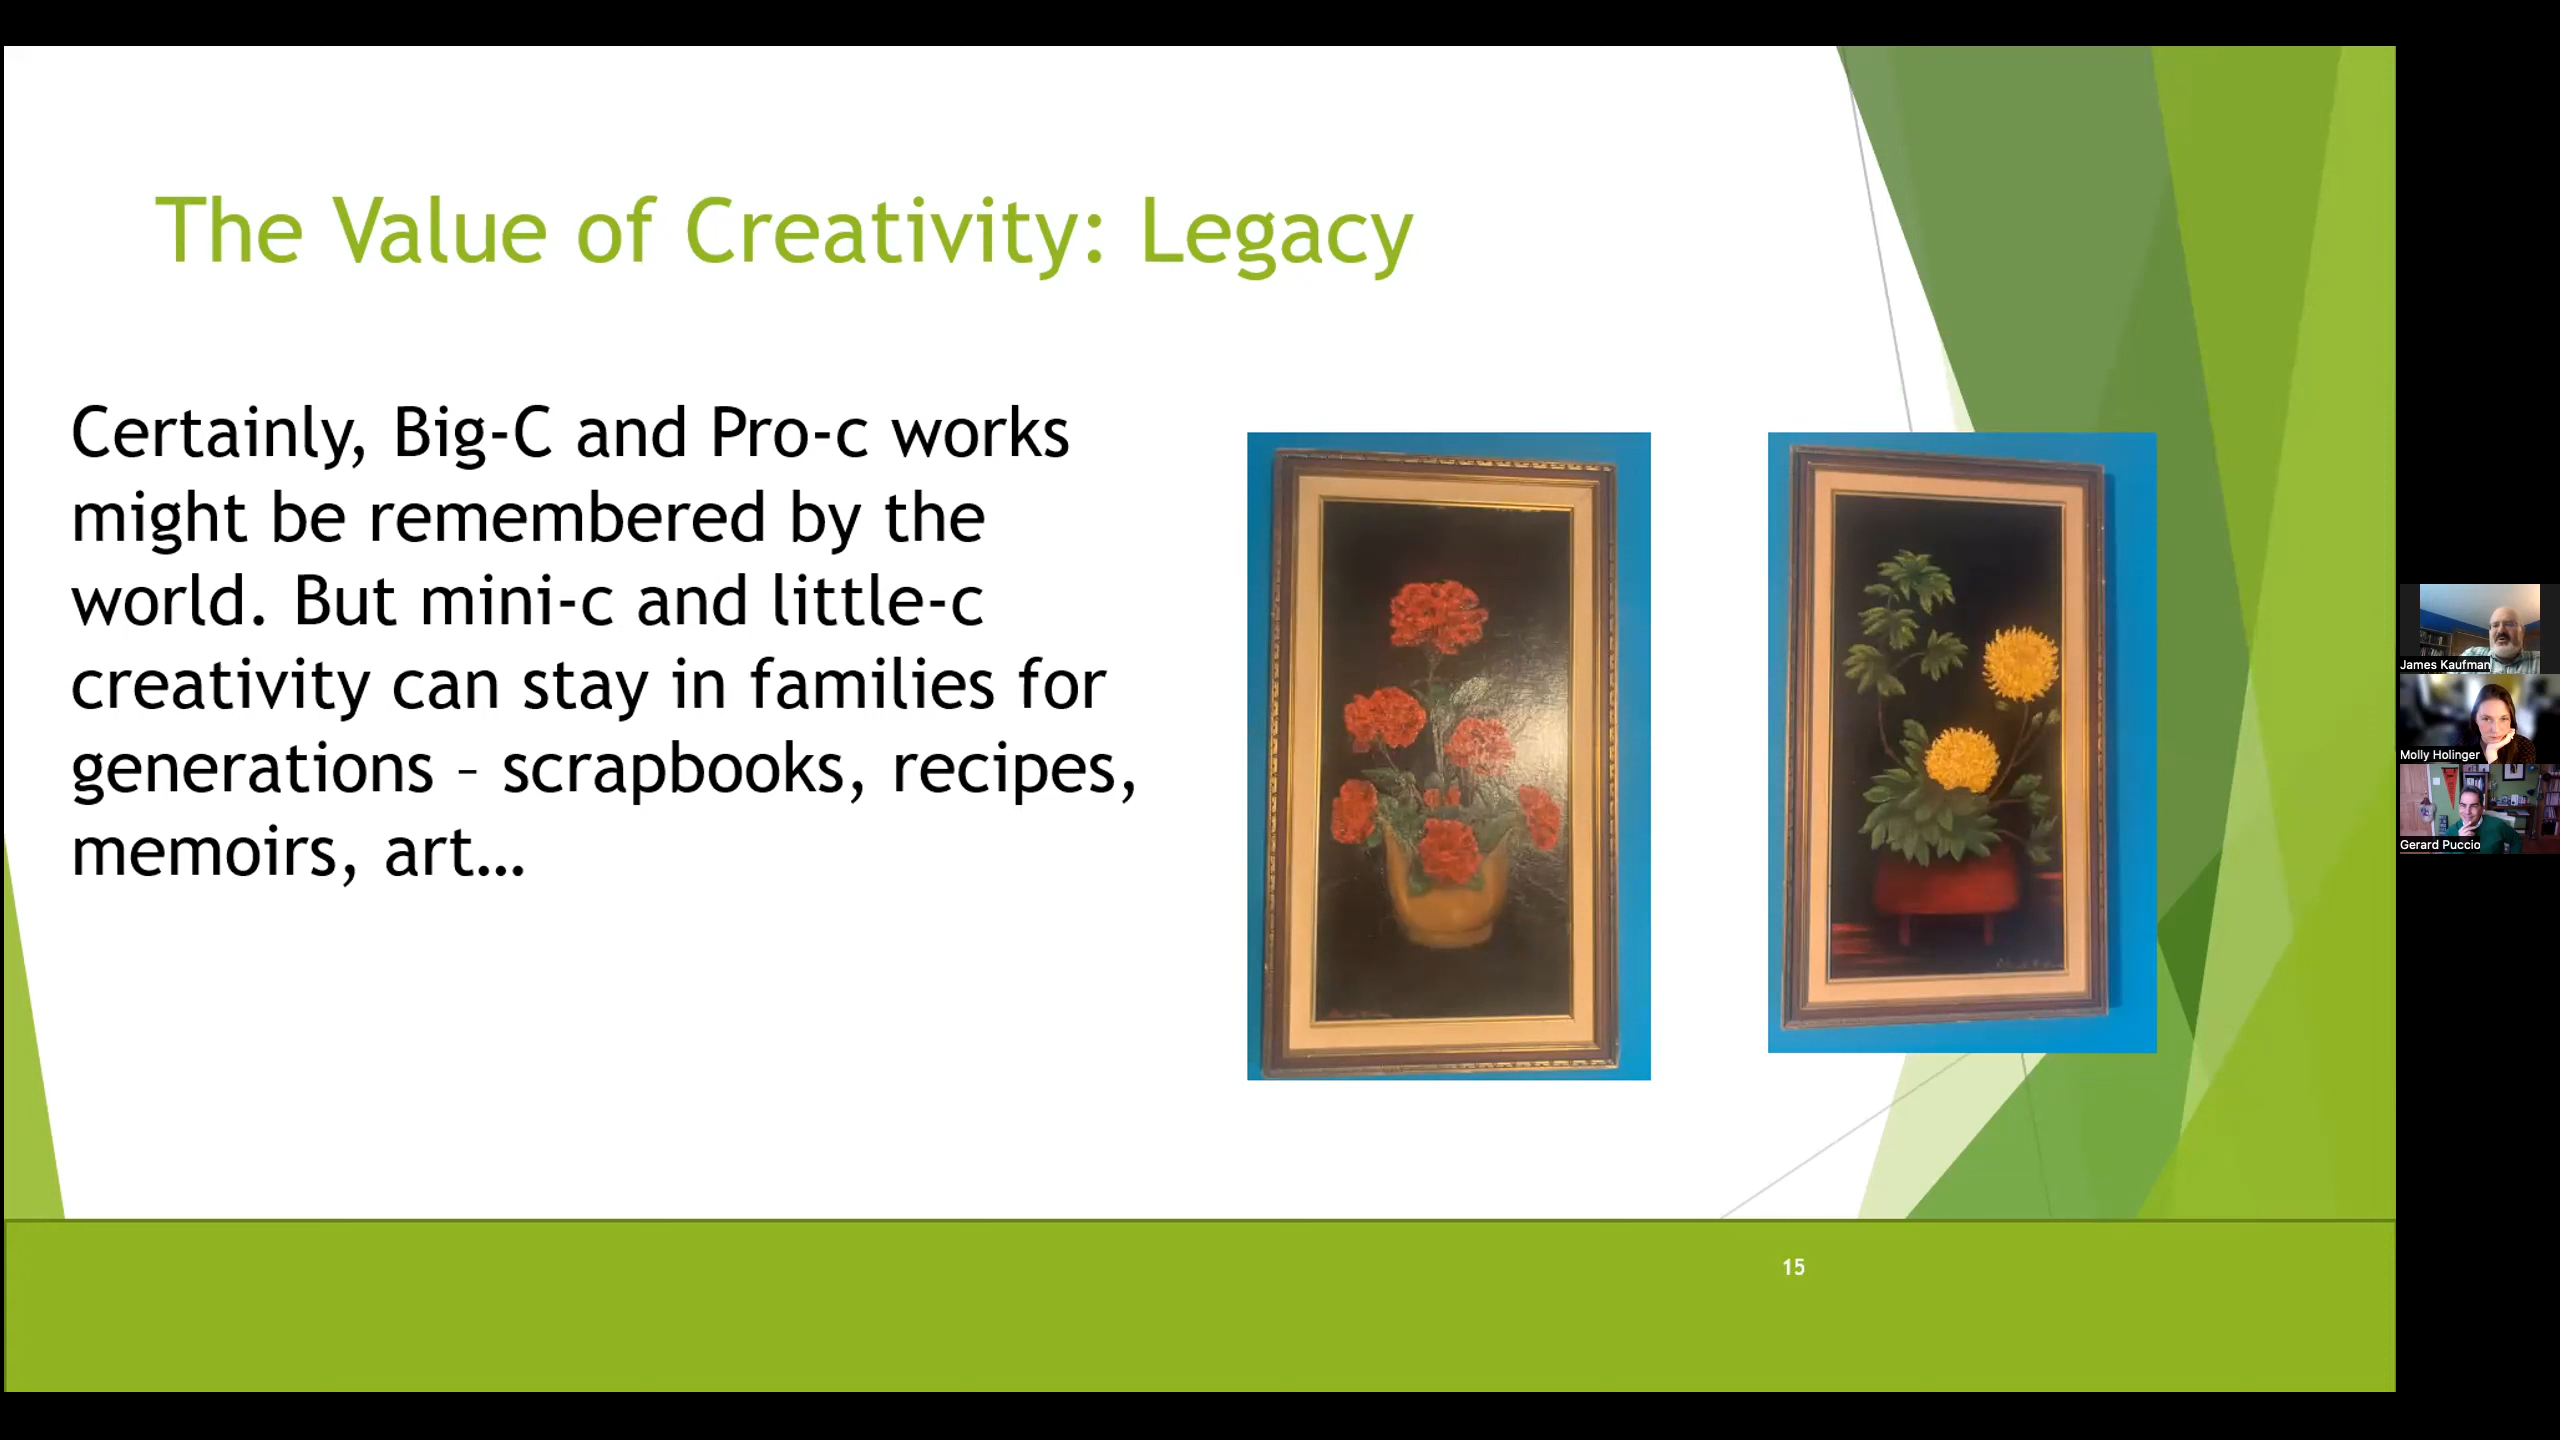 The Value of Creativity: Legacy
Certainly, Big-C and Pro-c works
might be remembered by the
world. But mini-c and little-c
creativity can stay in families for
generations – scrapbooks, recipes,
memoirs, art…
15
James Kaufman
Molly Holinger
Gerard Puccio